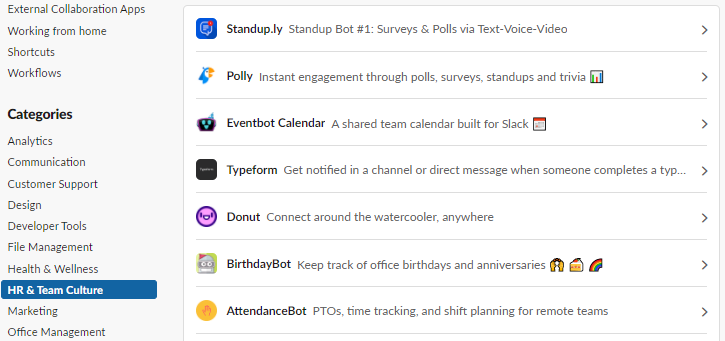 External Collaboration Apps
Working from home
Shortcuts
Workflows
Categories
Analytics
Communication
Customer Support
Design
Developer Tools
File Management
Health & Wellness
HR & Team Culture
Marketing
Office Management
Standup.ly Standup Bot #1: Surveys & Polls via Text-Voice-Video
Polly Instant engagement through polls, surveys, standups and trivia 📊
Eventbot Calendar A shared team calendar built for Slack 📅
Typeform Get notified in a channel or direct message when someone completes a typ...
Donut Connect around the watercooler, anywhere
BirthdayBot Keep track of office birthdays and anniversaries 🙌 🍰 🌈
AttendanceBot PTOs, time tracking, and shift planning for remote teams